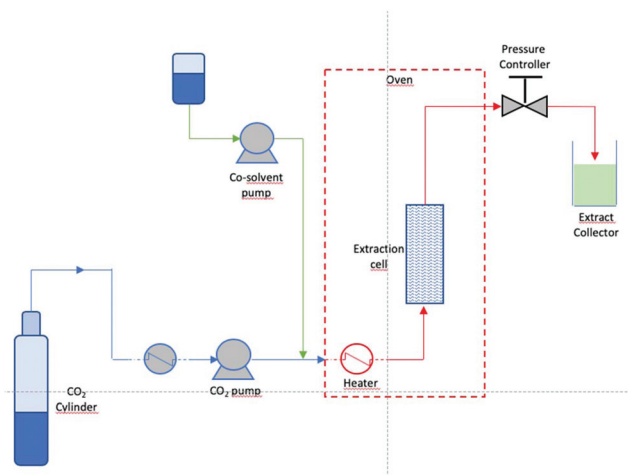 Pressure
Controller
Oven
Co-solvent
pump
Extract
Collector
Extraction
cell
Heater
CO₂ pump
CO₂
Cylinder